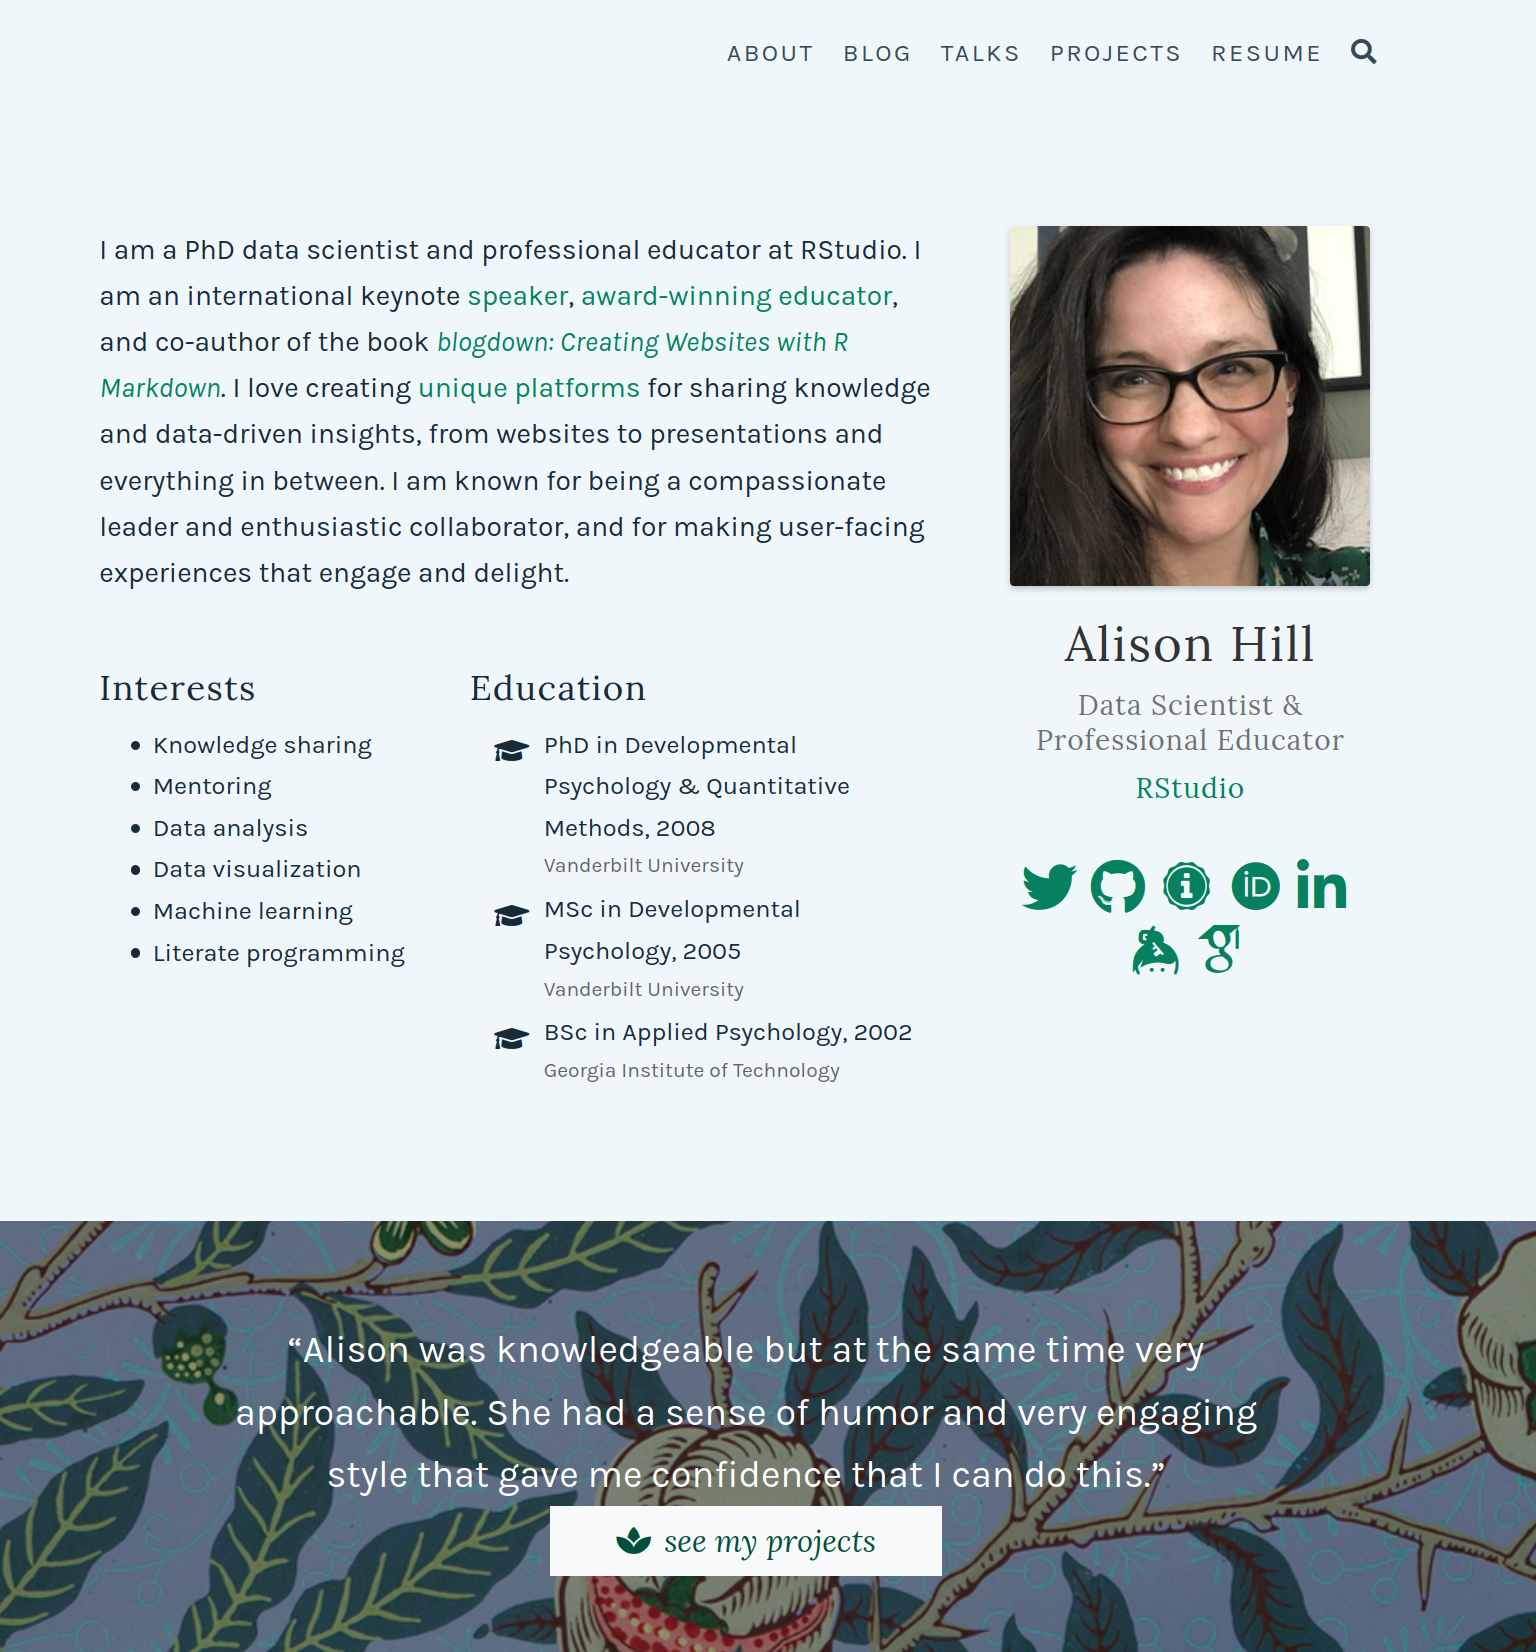 ABOUT BLOG TALKS PROJECTS RESUME
I am a PhD data scientist and professional educator at RStudio. I
am an international keynote speaker, award-winning educator,
and co-author of the book blogdown: Creating Websites with R
Markdown. I love creating unique platforms for sharing knowledge
and data-driven insights, from websites to presentations and
everything in between. I am known for being a compassionate
leader and enthusiastic collaborator, and for making user-facing
experiences that engage and delight.
Interests
Knowledge sharing
Mentoring
Data analysis
Data visualization
Machine learning
Literate programming
Education
PhD in Developmental
Psychology & Quantitative
Methods, 2008
Vanderbilt University
MSc in Developmental
Psychology, 2005
Vanderbilt University
BSc in Applied Psychology, 2002
Georgia Institute of Technology
Alison Hill
Data Scientist &
Professional Educator
RStudio
iD
in
“Alison was knowledgeable but at the same time very
approachable. She had a sense of humor and very engaging
style that gave me confidence that I can do this.”
see my projects